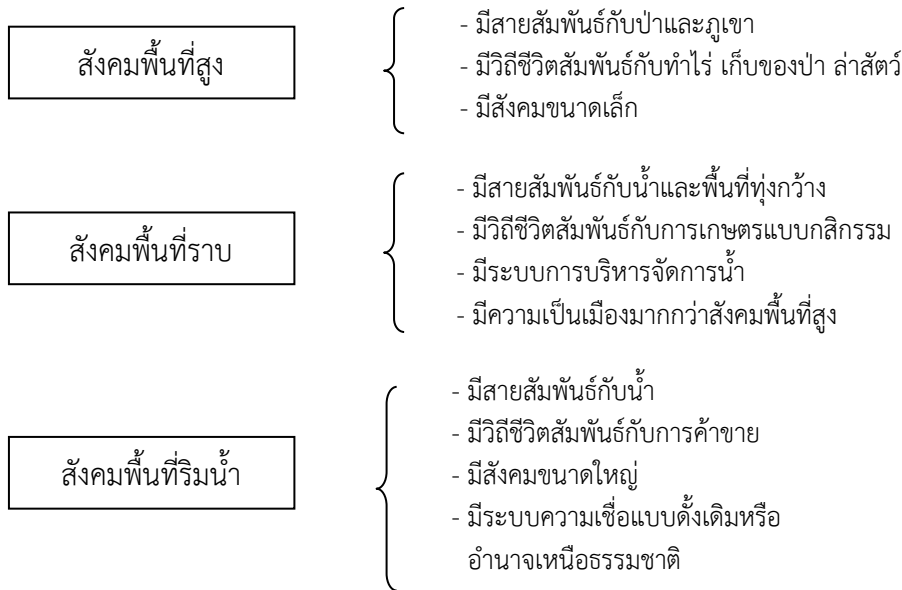 สังคมพื้นที่สูง
- มีสายสัมพันธ์กับป่าและภูเขา
- มีวิถีชีวิตสัมพันธ์กับทำไร่ เก็บของป่า ล่าสัตว์
- มีสังคมขนาดเล็ก
สังคมพื้นที่ราบ
- มีสายสัมพันธ์กับน้ำและพื้นที่ทุ่งกว้าง
- มีวิถีชีวิตสัมพันธ์กับการเกษตรแบบกสิกรรม
- มีระบบการบริหารจัดการน้ำ
- มีความเป็นเมืองมากกว่าสังคมพื้นที่สูง
สังคมพื้นที่ริมน้ำ
- มีสายสัมพันธ์กับน้ำ
- มีวิถีชีวิตสัมพันธ์กับการค้าขาย
- มีสังคมขนาดใหญ่
- มีระบบความเชื่อแบบดั้งเดิมหรือ
อำนาจเหนือธรรมชาติ